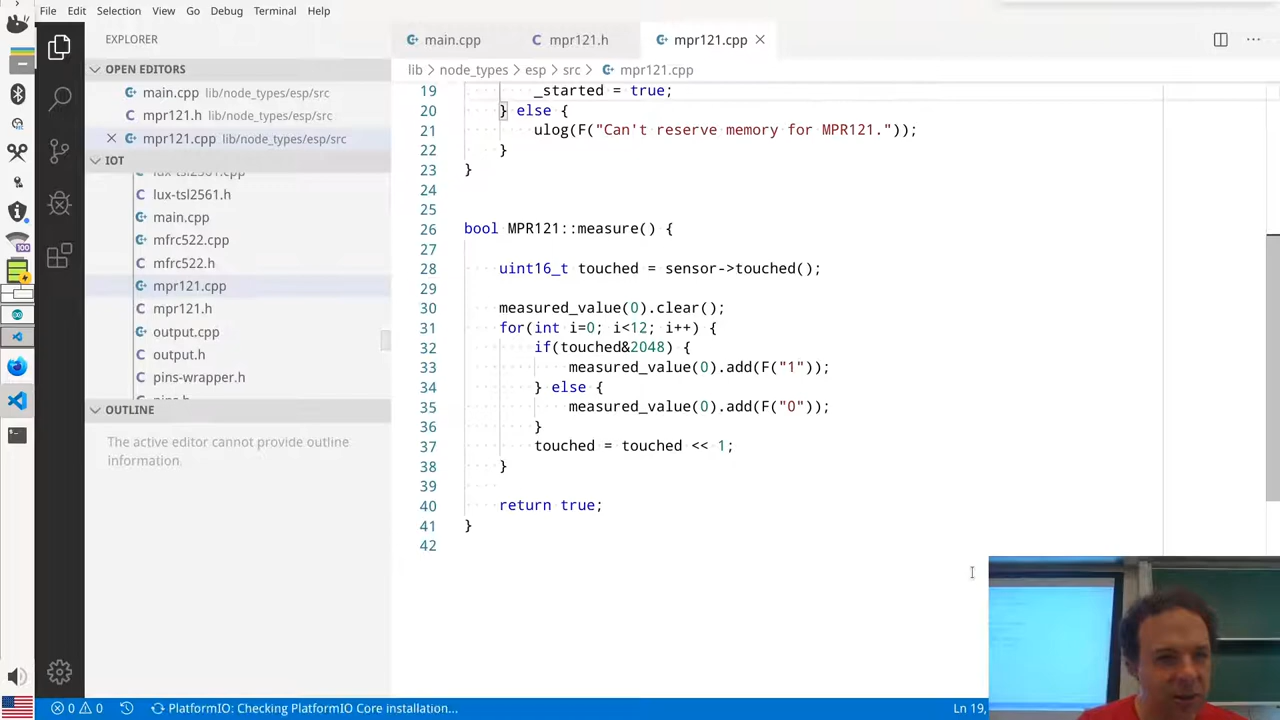 File Edit Selection View Go Debug Terminal Help
EXPLORER
OPEN EDITORS
main.cpp lib/node_types/esp/src
mpr121.h lib/node_types/esp/src
mpr121.cpp lib/node_types/esp/src
IOT
lux-tsl2561.cpp
lux-tsl2561.h
main.cpp
mfrc522.cpp
mfrc522.h
mpr121.cpp
mpr121.h
output.cpp
output.h
pins-wrapper.h
pins.h
OUTLINE
The active editor cannot provide outline
information.
main.cpp mpr121.h mpr121.cpp
lib > node_types > esp > src > mpr121.cpp
19 _started = true;
20 } else {
21 ulog(F("Can't reserve memory for MPR121."));
22 }
23 }
24
25
26 bool MPR121::measure() {
27
28 uint16_t touched = sensor->touched();
29
30 measured_value(0).clear();
31 for(int i=0; i<12; i++) {
32 if(touched&2048) {
33 measured_value(0).add(F("1"));
34 } else {
35 measured_value(0).add(F("0"));
36 }
37 touched = touched << 1;
38 }
39
40 return true;
41 }
42
100
0 0 PlatformIO: Checking PlatformIO Core installation... Ln 19,